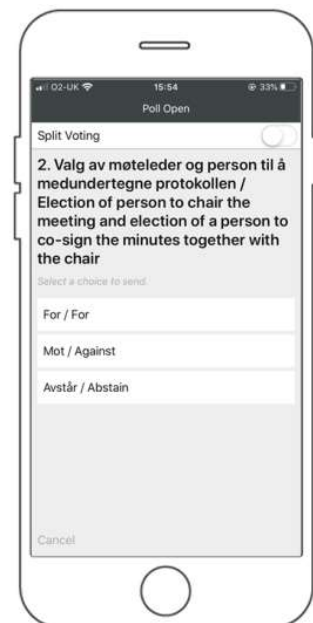 O2-UK 15:54 33%
Poll Open
Split Voting
2. Valg av møteleder og person til å
medundertegne protokollen /
Election of person to chair the
meeting and election of a person to
co-sign the minutes together with
the chair
Select a choice to send.
For / For
Mot / Against
Avstår / Abstain
Cancel